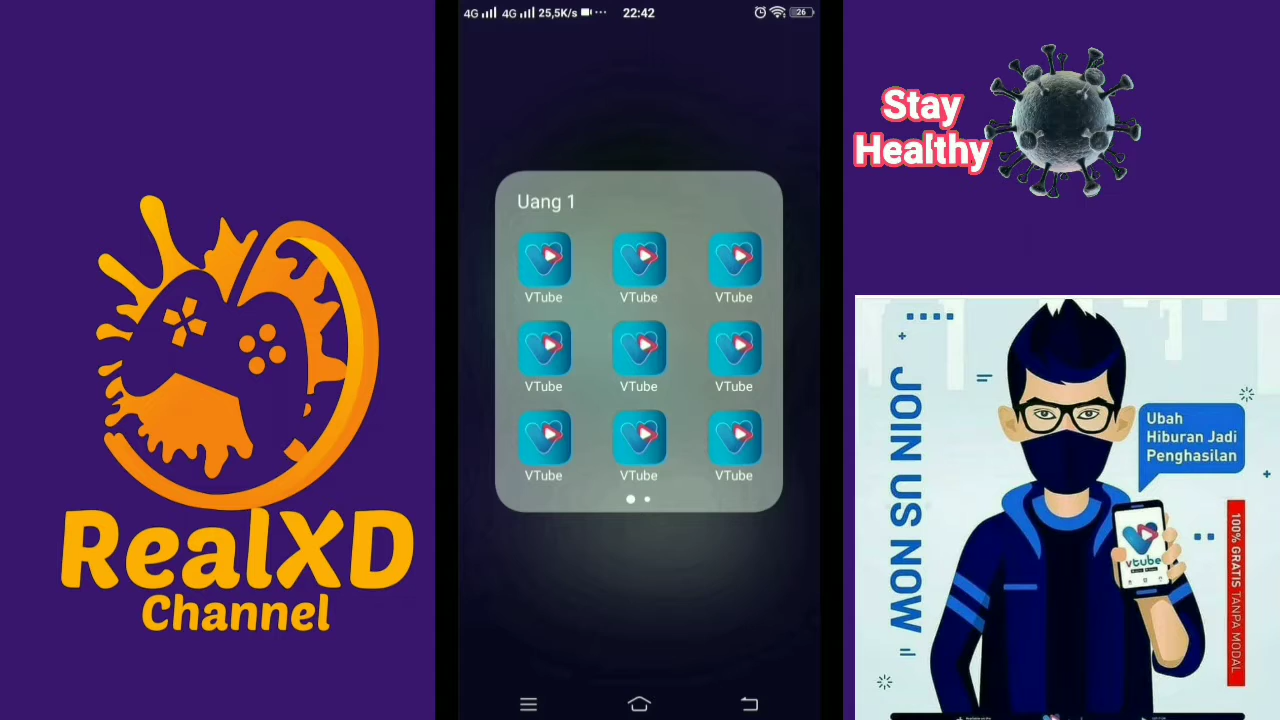 RealXD
Channel
4G 4G 25,5K/s 22:42 26
Uang 1
VTube VTube VTube
VTube VTube VTube
VTube VTube VTube
Stay
Healthy
JOIN US NOW
Ubah
Hiburan Jadi
Penghasilan
vtube
100% GRATIS TANPA MODAL